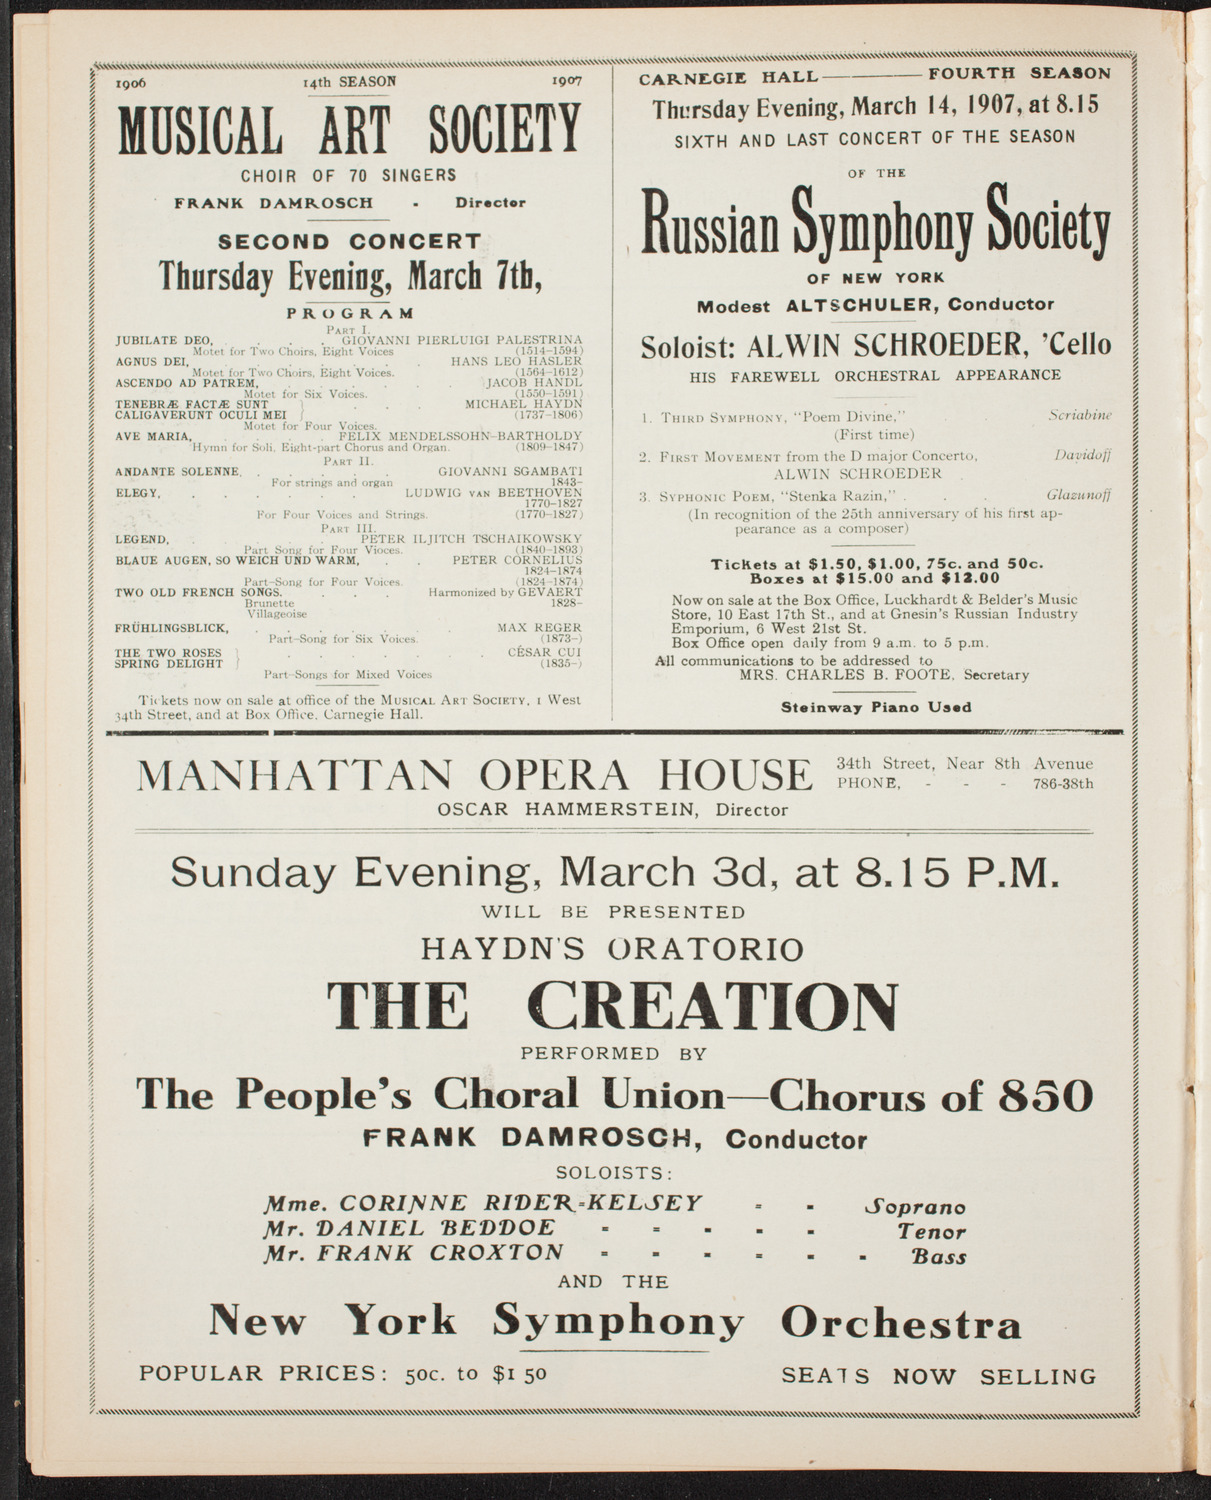 1906 14th SEASON 1907
MUSICAL ART SOCIETY
CHOIR OF 70 SINGERS
FRANK DAMROSCH - Director
SECOND CONCERT
Thursday Evening, March 7th,
PROGRAM
PART I.
JUBILATE DEO, . . . GIOVANNI PIERLUIGI PALESTRINA
Motet for Two Choirs, Eight Voices (1514-1594)
AGNUS DEI, . . . . . HANS LEO HASLER
Motet for Two Choirs, Eight Voices. (1564-1612)
ASCENDO AD PATREM, . . . . . JACOB HANDL
Motet for Six Voices. (1550-1591)
TENEBRÆ FACTÆ SUNT } . . . MICHAEL HAYDN
CALIGAVERUNT OCULI MEI } (1737-1806)
Motet for Four Voices.
AVE MARIA, . . . . FELIX MENDELSSOHN-BARTHOLDY
Hymn for Soli, Eight-part Chorus and Organ. (1809-1847)
PART II.
ANDANTE SOLENNE, . . . . GIOVANNI SGAMBATI
For strings and organ 1843-
ELEGY, . . . . . . LUDWIG VAN BEETHOVEN
1770-1827
For Four Voices and Strings. (1770-1827)
PART III.
LEGEND, . . . . PETER ILJITCH TSCHAIKOWSKY
Part Song for Four Vioces. (1840-1893)
BLAUE AUGEN, SO WEICH UND WARM, . . PETER CORNELIUS
1824-1874
Part-Song for Four Voices. (1824-1874)
TWO OLD FRENCH SONGS. . . . Harmonized by GEVAERT
Brunette 1828-
Villageoise
FRÜHLINGSBLICK, . . . . . MAX REGER
Part-Song for Six Voices. (1873-)
THE TWO ROSES } . . . . . CÉSAR CUI
SPRING DELIGHT } (1835-)
Part-Songs for Mixed Voices
Tickets now on sale at office of the MUSICAL ART SOCIETY, 1 West
34th Street, and at Box Office, Carnegie Hall.
CARNEGIE HALL—FOURTH SEASON
Thursday Evening, March 14, 1907, at 8.15
SIXTH AND LAST CONCERT OF THE SEASON
OF THE
Russian Symphony Society
OF NEW YORK
Modest ALTSCHULER, Conductor
Soloist: ALWIN SCHROEDER, 'Cello
HIS FAREWELL ORCHESTRAL APPEARANCE
1. THIRD SYMPHONY, "Poem Divine," Scriabine
(First time)
2. FIRST MOVEMENT from the D major Concerto, Davidoff
ALWIN SCHROEDER
3. SYPHONIC POEM, "Stenka Razin," . . . Glazunoff
(In recognition of the 25th anniversary of his first ap-
pearance as a composer)
Tickets at $1.50, $1.00, 75c. and 50c.
Boxes at $15.00 and $12.00
Now on sale at the Box Office, Luckhardt & Belder's Music
Store, 10 East 17th St., and at Gnesin's Russian Industry
Emporium, 6 West 21st St.
Box Office open daily from 9 a.m. to 5 p.m.
All communications to be addressed to
MRS. CHARLES B. FOOTE, Secretary
Steinway Piano Used
MANHATTAN OPERA HOUSE
34th Street, Near 8th Avenue
PHONE, - - - 786-38th
OSCAR HAMMERSTEIN, Director
Sunday Evening, March 3d, at 8.15 P.M.
WILL BE PRESENTED
HAYDN'S ORATORIO
THE CREATION
PERFORMED BY
The People's Choral Union—Chorus of 850
FRANK DAMROSCH, Conductor
SOLOISTS:
Mme. CORINNE RIDER-KELSEY - - Soprano
Mr. DANIEL BEDDOE - - - - - Tenor
Mr. FRANK CROXTON - - - - - - Bass
AND THE
New York Symphony Orchestra
POPULAR PRICES: 50c. to $1 50 SEATS NOW SELLING